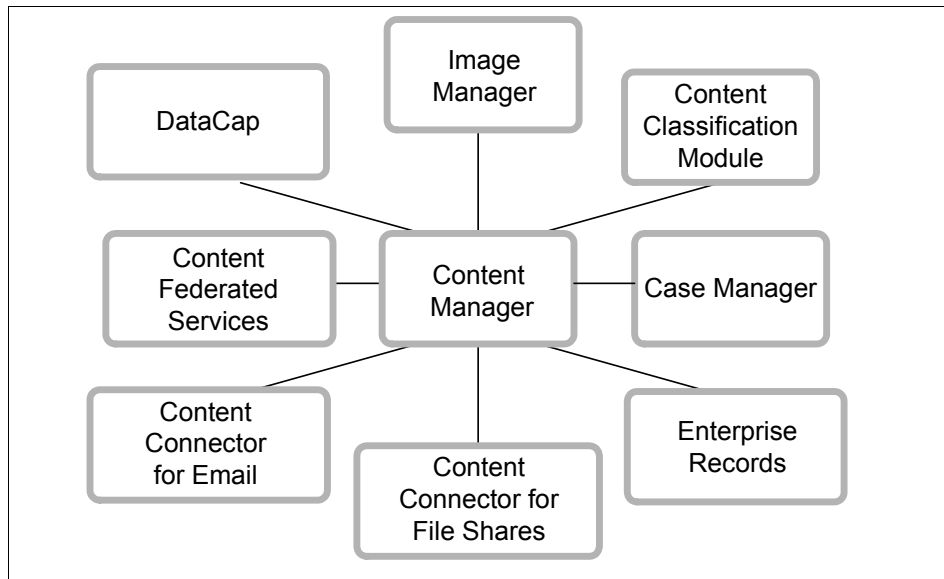 Image
Manager
DataCap
Content
Classification
Module
Content
Federated
Services
Content
Manager
Case Manager
Content
Connector
for Email
Content
Connector for
File Shares
Enterprise
Records